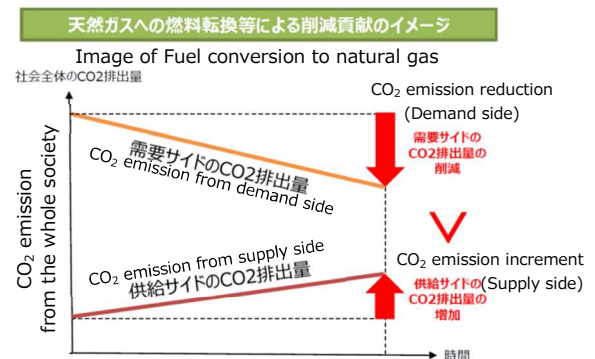 天然ガスへの燃料転換等による削減貢献のイメージ
Image of Fuel conversion to natural gas
社会全体のCO2排出量
CO₂ emission reduction
(Demand side)
需要サイドの
CO2排出量の
削減
需要サイドのCO2排出量
CO₂ emission from demand side
CO₂ emission
from the whole society
CO₂ emission from supply side
供給サイドのCO2排出量
CO₂ emission increment
(Supply side)
供給サイドの
CO2排出量の
増加
時間